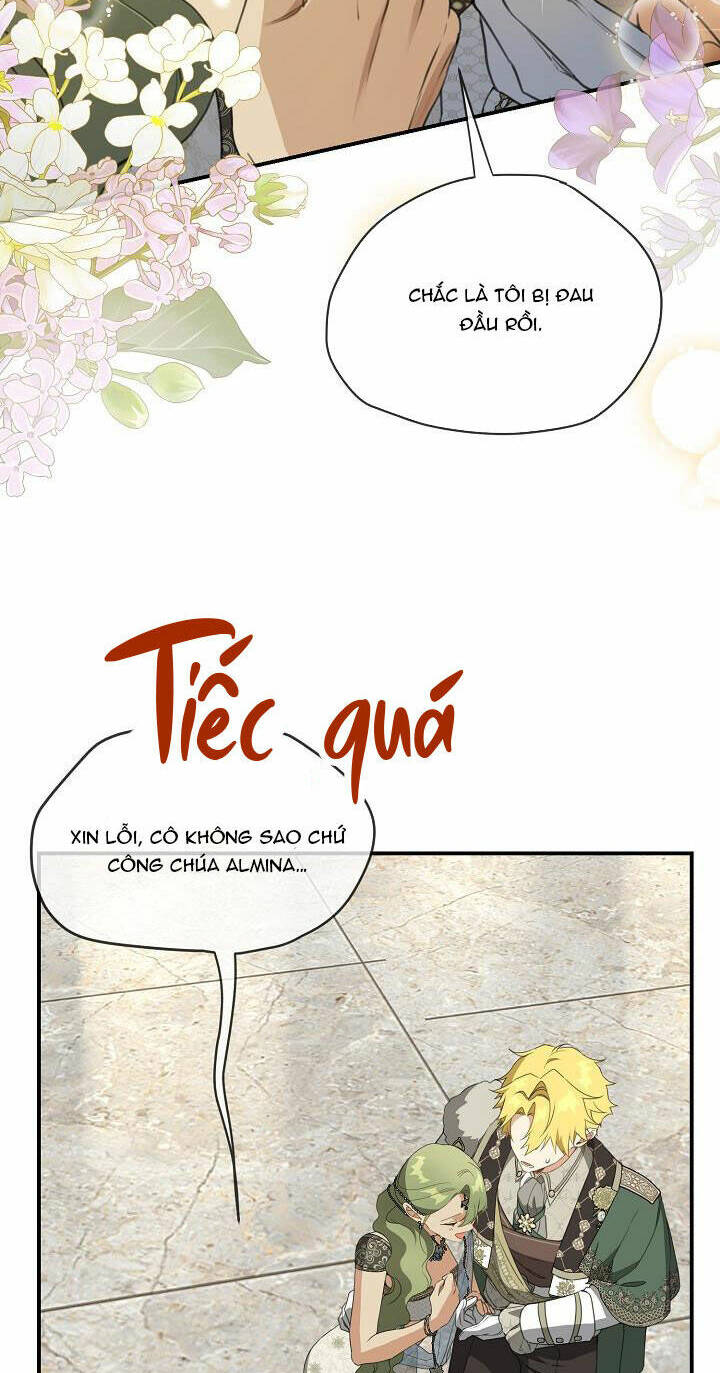 CHẮC LÀ TÔI BỊ ĐAU
ĐẦU RỒI.
Tiếc quá
XIN LỖI, CÔ KHÔNG SAO CHỨ
CÔNG CHÚA ALMINA...